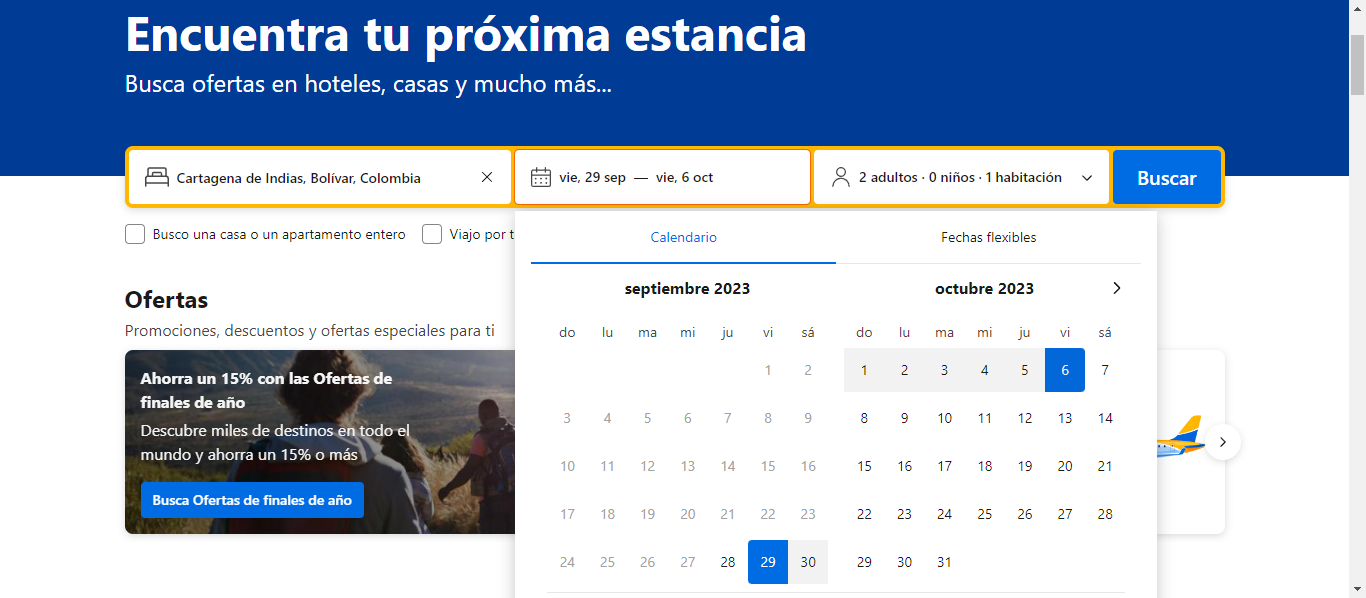 Encuentra tu próxima estancia
Busca ofertas en hoteles, casas y mucho más...
Cartagena de Indias, Bolívar, Colombia
vie, 29 sep — vie, 6 oct
2 adultos · 0 niños · 1 habitación
Buscar
Busco una casa o un apartamento entero
Viajo por t
Calendario
Fechas flexibles
septiembre 2023
do lu ma mi ju vi sá
1 2
3 4 5 6 7 8 9
10 11 12 13 14 15 16
17 18 19 20 21 22 23
24 25 26 27 28 29 30
octubre 2023
do lu ma mi ju vi sá
1 2 3 4 5 6 7
8 9 10 11 12 13 14
15 16 17 18 19 20 21
22 23 24 25 26 27 28
29 30 31
Ofertas
Promociones, descuentos y ofertas especiales para ti
Ahorra un 15% con las Ofertas de
finales de año
Descubre miles de destinos en todo el
mundo y ahorra un 15% o más
Busca Ofertas de finales de año